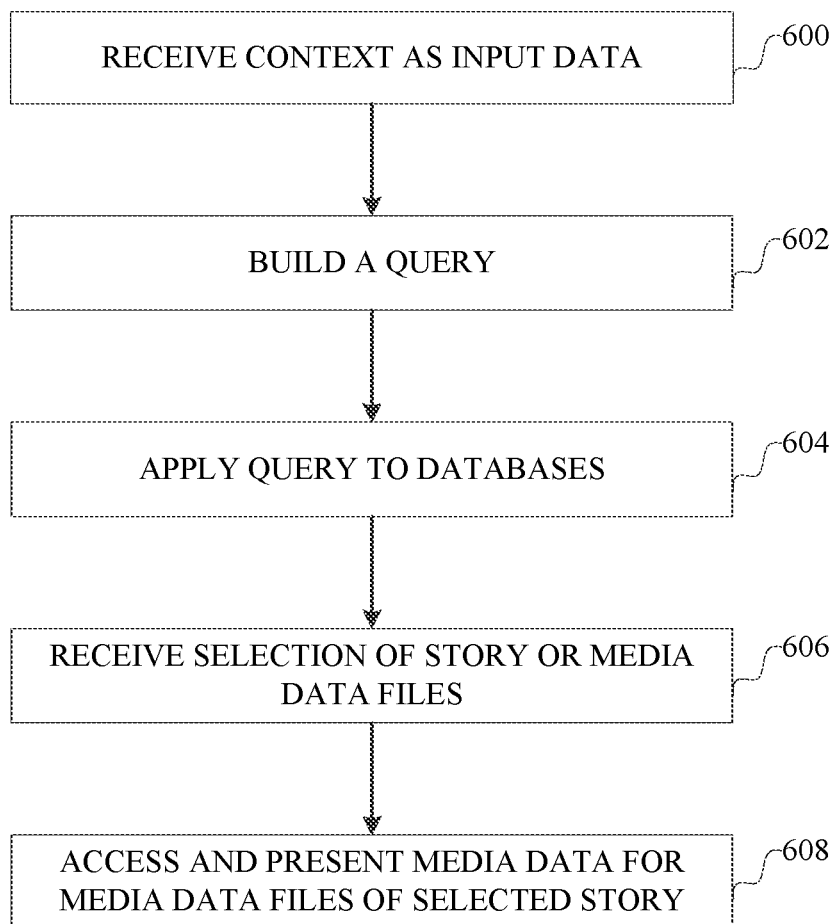 RECEIVE CONTEXT AS INPUT DATA
600
BUILD A QUERY
602
APPLY QUERY TO DATABASES
604
RECEIVE SELECTION OF STORY OR MEDIA
DATA FILES
606
ACCESS AND PRESENT MEDIA DATA FOR
MEDIA DATA FILES OF SELECTED STORY
608